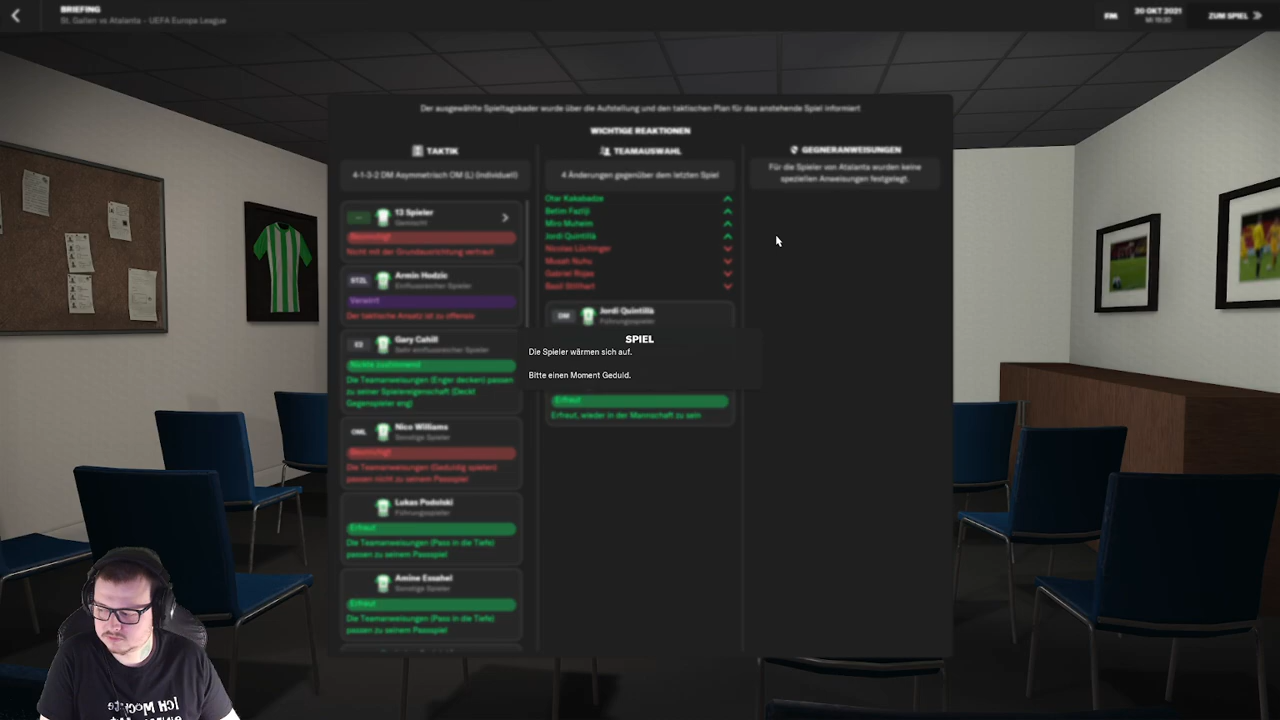 BRIEFING
St. Gallen vs Atalanta - UEFA Europa League
FM
20 OKT 2021
MI 19:30
ZUM SPIEL
Der ausgewählte Spieltagskader wurde über die Aufstellung und den taktischen Plan für das anstehende Spiel informiert
WICHTIGE REAKTIONEN
TAKTIK
4-1-3-2 DM Asymmetrisch OM (L) (Individuell)
13 Spieler
Gemischt
Beunruhigt
Nicht mit der Grundausrichtung vertraut
STZL
Armin Hodzic
Einflussreicher Spieler
Verwirrt
Der taktische Ansatz ist zu offensiv
Gary Cahill
Sehr einflussreicher Spieler
Nickte zustimmend
Die Teamanweisungen (Enger decken) passen
zu seiner Spielereigenschaft (Deckt
Gegenspieler eng)
OML
Nico Williams
Sonstige Spieler
Beunruhigt
Die Teamanweisungen (Geduldig spielen)
passen nicht zu seinem Passspiel
Lukas Podolski
Führungsspieler
Erfreut
Die Teamanweisungen (Pass in die Tiefe)
passen zu seinem Passspiel
Amine Essahel
Sonstige Spieler
Erfreut
Die Teamanweisungen (Pass in die Tiefe)
passen zu seinem Passspiel
TEAMAUSWAHL
4 Änderungen gegenüber dem letzten Spiel
Otar Kakabadze
Betim Fazliji
Miro Muheim
Jordi Quintillà
Nicolas Lüchinger
Musah Nuhu
Gabriel Rojas
Basil Stillhart
DM
Jordi Quintillà
Führungsspieler
SPIEL
Die Spieler wärmen sich auf.
Bitte einen Moment Geduld.
Erfreut
Erfreut, wieder in der Mannschaft zu sein
GEGNERANWEISUNGEN
Für die Spieler von Atalanta wurden keine
speziellen Anweisungen festgelegt.